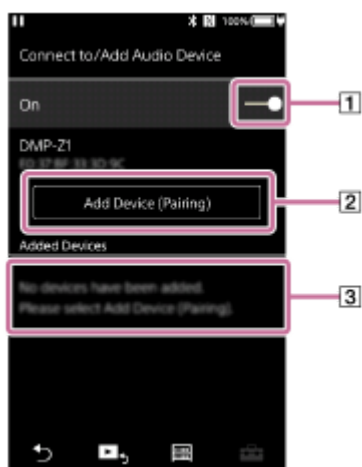 100%
Connect to/Add Audio Device
On
1
DMP-Z1
Add Device (Pairing)
2
Added Devices
No devices have been added.
Please select Add Device (Pairing).
3